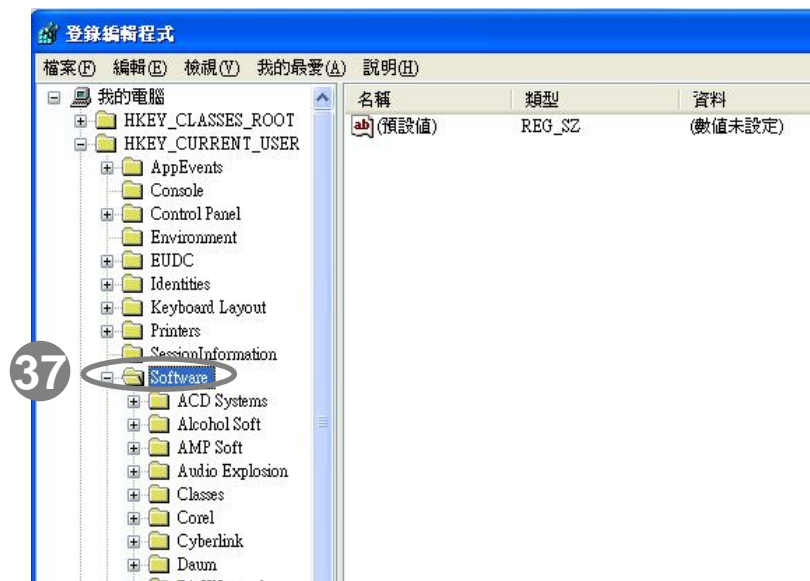 登錄編輯程式
檔案(F) 編輯(E) 檢視(V) 我的最愛(A) 說明(H)
我的電腦
HKEY_CLASSES_ROOT
HKEY_CURRENT_USER
AppEvents
Console
Control Panel
Environment
EUDC
Identities
Keyboard Layout
Printers
SessionInformation
37
Software
ACD Systems
Alcohol Soft
AMP Soft
Audio Explosion
Classes
Corel
Cyberlink
Daum
名稱 類型 資料
ab (預設值) REG_SZ (數值未設定)